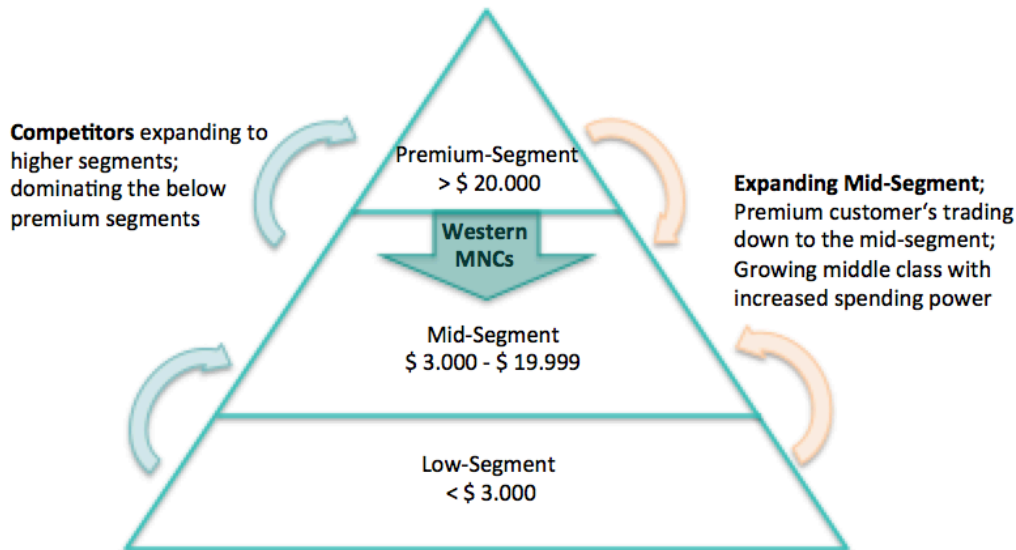 Competitors expanding to
higher segments;
dominating the below
premium segments
Premium-Segment
> $ 20.000
Western
MNCs
Expanding Mid-Segment;
Premium customer‘s trading
down to the mid-segment;
Growing middle class with
increased spending power
Mid-Segment
$ 3.000 - $ 19.999
Low-Segment
< $ 3.000